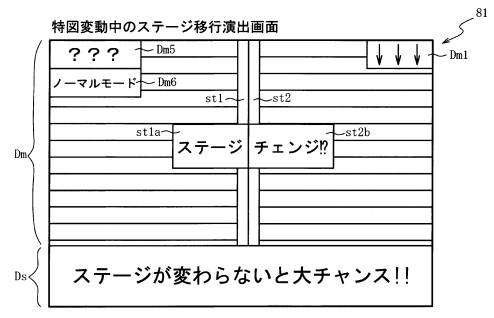 特図変動中のステージ移行演出画面
81
? ? ?
Dm5
Dm1
ノーマルモード
Dm6
st1
st2
st1a
st2b
ステージ チェンジ!?
Dm
Ds
ステージが変わらないと大チャンス!!